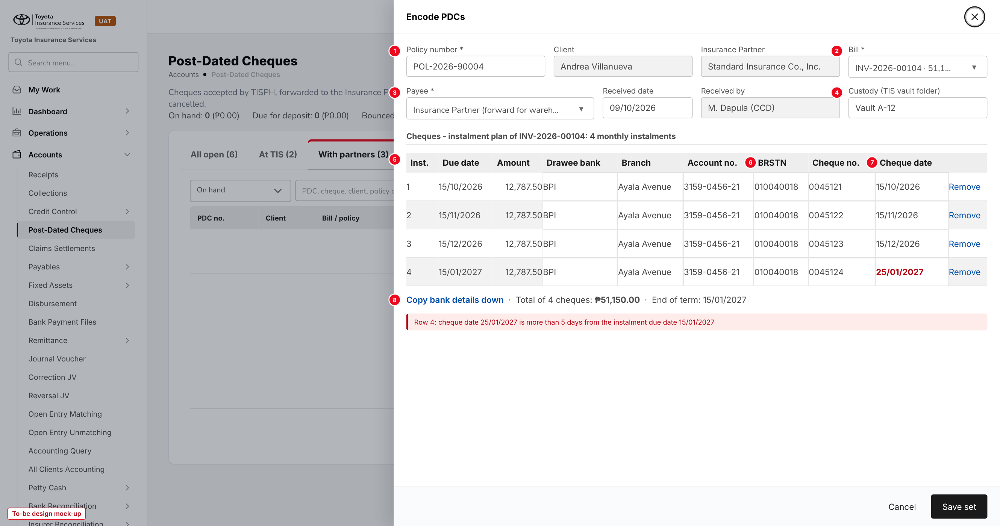 Toyota
Insurance Services
UAT
Toyota Insurance Services
Search menu...
My Work
Dashboard
Operations
Accounts
Receipts
Collections
Credit Control
Post-Dated Cheques
Claims Settlements
Payables
Fixed Assets
Disbursement
Bank Payment Files
Remittance
Journal Voucher
Correction JV
Reversal JV
Open Entry Matching
Open Entry Unmatching
Accounting Query
All Clients Accounting
Petty Cash
Bank Reconciliation
To-be design mock-up
Insurer Reconciliation
Post-Dated Cheques
Accounts • Post-Dated Cheques
Cheques accepted by TISPH, forwarded to the Insurance P
cancelled.
On hand: 0 (₱0.00) Due for deposit: 0 (₱0.00) Bounced
All open (6) At TIS (2) With partners (3)
On hand PDC, cheque, client, policy
PDC no. Client Bill / policy
Encode PDCs
1 Policy number * Client Insurance Partner 2 Bill *
POL-2026-90004 Andrea Villanueva Standard Insurance Co., Inc. INV-2026-00104 · 51,1...
3 Payee * Received date Received by 4 Custody (TIS vault folder)
Insurance Partner (forward for wareh... 09/10/2026 M. Dapula (CCD) Vault A-12
Cheques - instalment plan of INV-2026-00104: 4 monthly instalments
5 Inst. Due date Amount Drawee bank Branch Account no. 6 BRSTN Cheque no. 7 Cheque date
1 15/10/2026 12,787.50 BPI Ayala Avenue 3159-0456-21 010040018 0045121 15/10/2026 Remove
2 15/11/2026 12,787.50 BPI Ayala Avenue 3159-0456-21 010040018 0045122 15/11/2026 Remove
3 15/12/2026 12,787.50 BPI Ayala Avenue 3159-0456-21 010040018 0045123 15/12/2026 Remove
4 15/01/2027 12,787.50 BPI Ayala Avenue 3159-0456-21 010040018 0045124 25/01/2027 Remove
8 Copy bank details down · Total of 4 cheques: ₱51,150.00 · End of term: 15/01/2027
Row 4: cheque date 25/01/2027 is more than 5 days from the instalment due date 15/01/2027
Cancel Save set